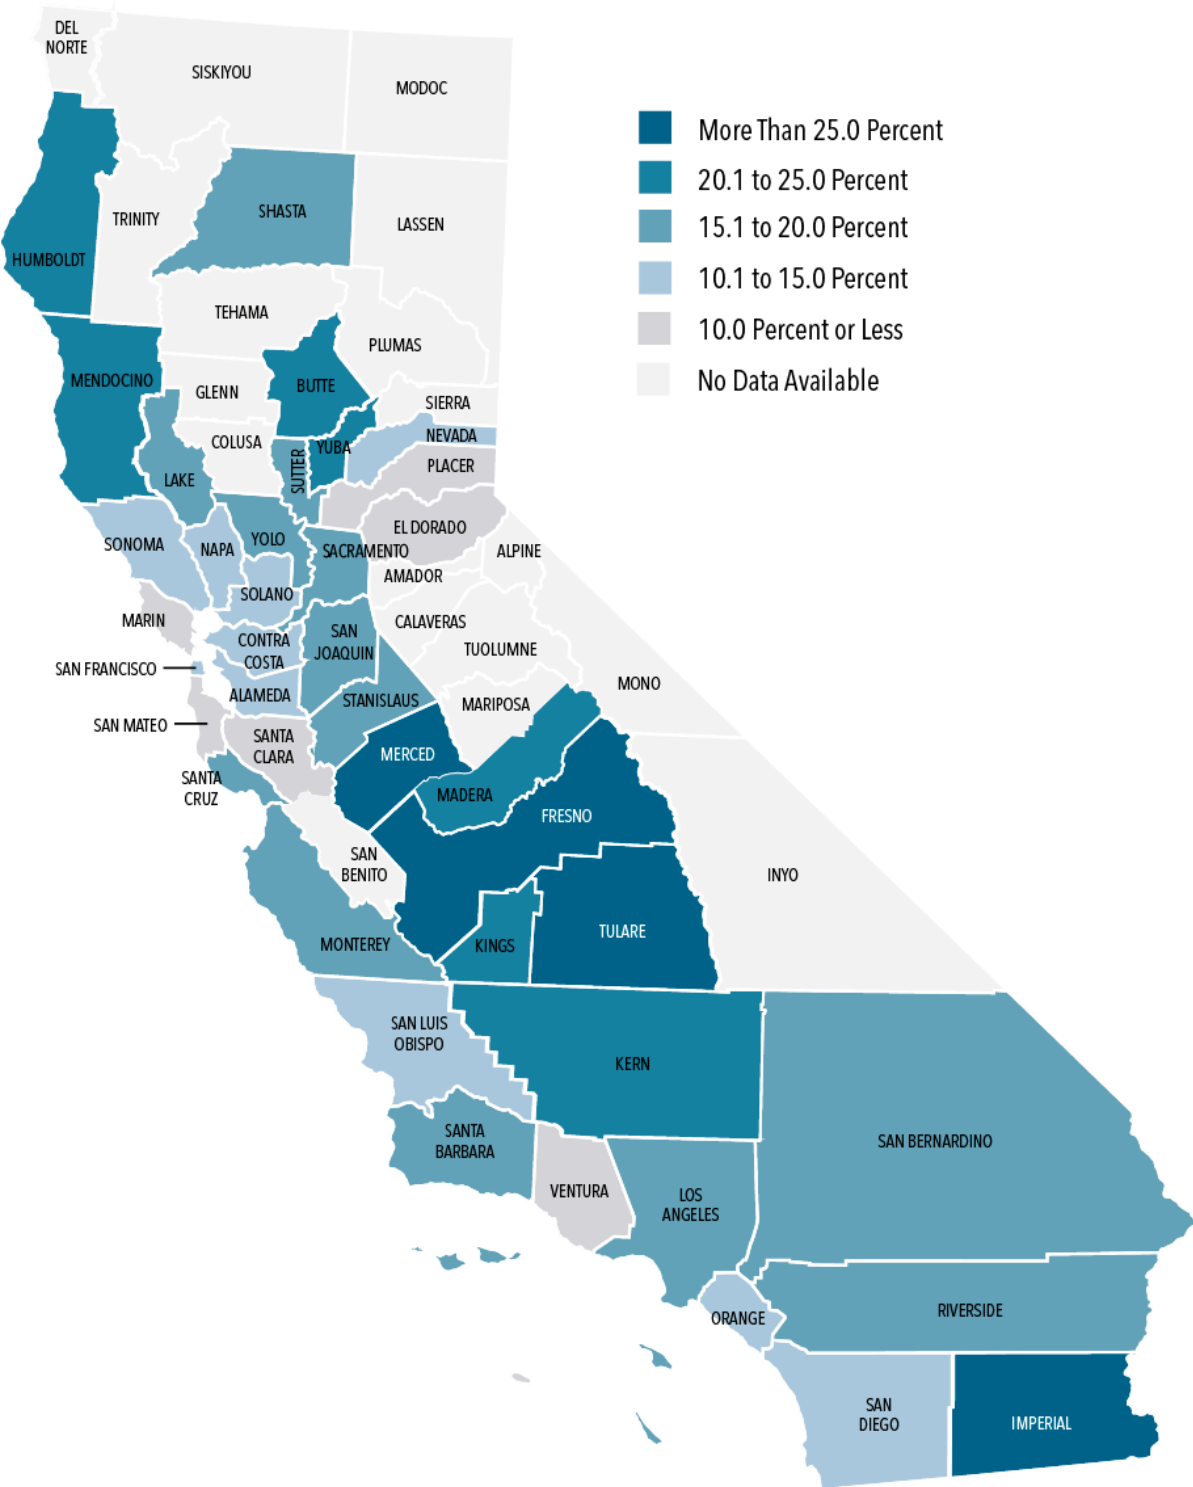 DEL
NORTE
SISKIYOU
MODOC
More Than 25.0 Percent
20.1 to 25.0 Percent
15.1 to 20.0 Percent
10.1 to 15.0 Percent
10.0 Percent or Less
No Data Available
TRINITY
SHASTA
LASSEN
HUMBOLDT
TEHAMA
PLUMAS
MENDOCINO
GLENN
BUTTE
SIERRA
COLUSA
YUBA
NEVADA
SUTTER
PLACER
LAKE
EL DORADO
SONOMA
NAPA
YOLO
SACRAMENTO
ALPINE
AMADOR
SOLANO
MARIN
CALAVERAS
CONTRA
COSTA
SAN
JOAQUIN
TUOLUMNE
SAN FRANCISCO
MONO
ALAMEDA
STANISLAUS
MARIPOSA
SAN MATEO
SANTA
CLARA
MERCED
SANTA
CRUZ
MADERA
FRESNO
SAN
BENITO
INYO
MONTEREY
KINGS
TULARE
SAN LUIS
OBISPO
KERN
SANTA
BARBARA
SAN BERNARDINO
VENTURA
LOS
ANGELES
ORANGE
RIVERSIDE
SAN
DIEGO
IMPERIAL